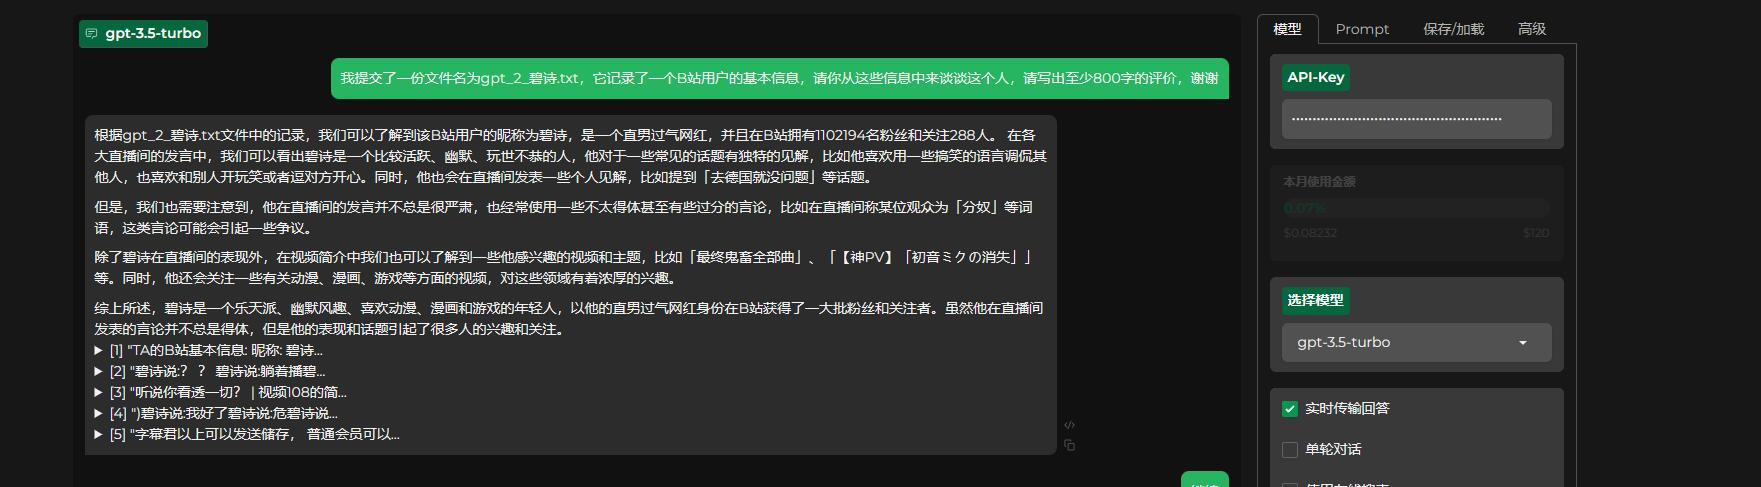 gpt-3.5-turbo
我提交了一份文件名为gpt_2_碧诗.txt，它记录了一个B站用户的基本信息，请你从这些信息中来谈谈这个人，请写出至少800字的评价，谢谢
根据gpt_2_碧诗.txt文件中的记录，我们可以了解到该B站用户的昵称为碧诗，是一个直男过气网红，并且在B站拥有1102194名粉丝和关注288人。 在各
大直播间的发言中，我们可以看出碧诗是一个比较活跃、幽默、玩世不恭的人，他对于一些常见的话题有独特的见解，比如他喜欢用一些搞笑的语言调侃其
他人，也喜欢和别人开玩笑或者逗对方开心。同时，他也会在直播间发表一些个人见解，比如提到「去德国就没问题」等话题。
但是，我们也需要注意到，他在直播间的发言并不总是很严肃，也经常使用一些不太得体甚至有些过分的言论，比如在直播间称某位观众为「分奴」等词
语，这类言论可能会引起一些争议。
除了碧诗在直播间的表现外，在视频简介中我们也可以了解到一些他感兴趣的视频和主题，比如「最终鬼畜全部曲」、「【神PV】「初音ミクの消失」」
等。同时，他还会关注一些有关动漫、漫画、游戏等方面的视频，对这些领域有着浓厚的兴趣。
综上所述，碧诗是一个乐天派、幽默风趣、喜欢动漫、漫画和游戏的年轻人，以他的直男过气网红身份在B站获得了一大批粉丝和关注者。虽然他在直播间
发表的言论并不总是得体，但是他的表现和话题引起了很多人的兴趣和关注。
▶ [1] "TA的B站基本信息: 昵称: 碧诗...
▶ [2] "碧诗说:？ ？ 碧诗说:躺着播碧...
▶ [3] "听说你看透一切？ | 视频108的简...
▶ [4] ")碧诗说:我好了碧诗说:危碧诗说...
▶ [5] "字幕君以上可以发送储存， 普通会员可以...
模型 Prompt 保存/加载 高级
API-Key
本月使用金额
0.07%
$0.08232 $120
选择模型
gpt-3.5-turbo
实时传输回答
单轮对话